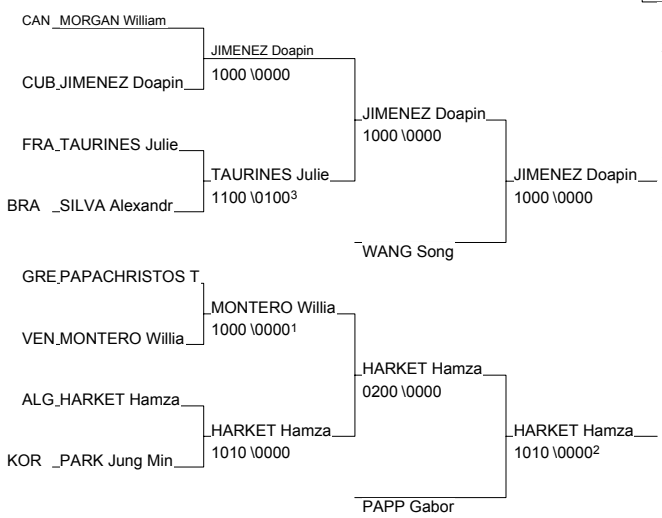 CAN MORGAN William
JIMENEZ Doapin
1000 \0000
CUB JIMENEZ Doapin
JIMENEZ Doapin
1000 \0000
FRA TAURINES Julie
TAURINES Julie
1100 \0100³
JIMENEZ Doapin
1000 \0000
BRA SILVA Alexandr
WANG Song
GRE PAPACHRISTOS T
MONTERO Willia
1000 \0000¹
VEN MONTERO Willia
HARKET Hamza
0200 \0000
ALG HARKET Hamza
HARKET Hamza
1010 \0000
HARKET Hamza
1010 \0000²
KOR PARK Jung Min
PAPP Gabor